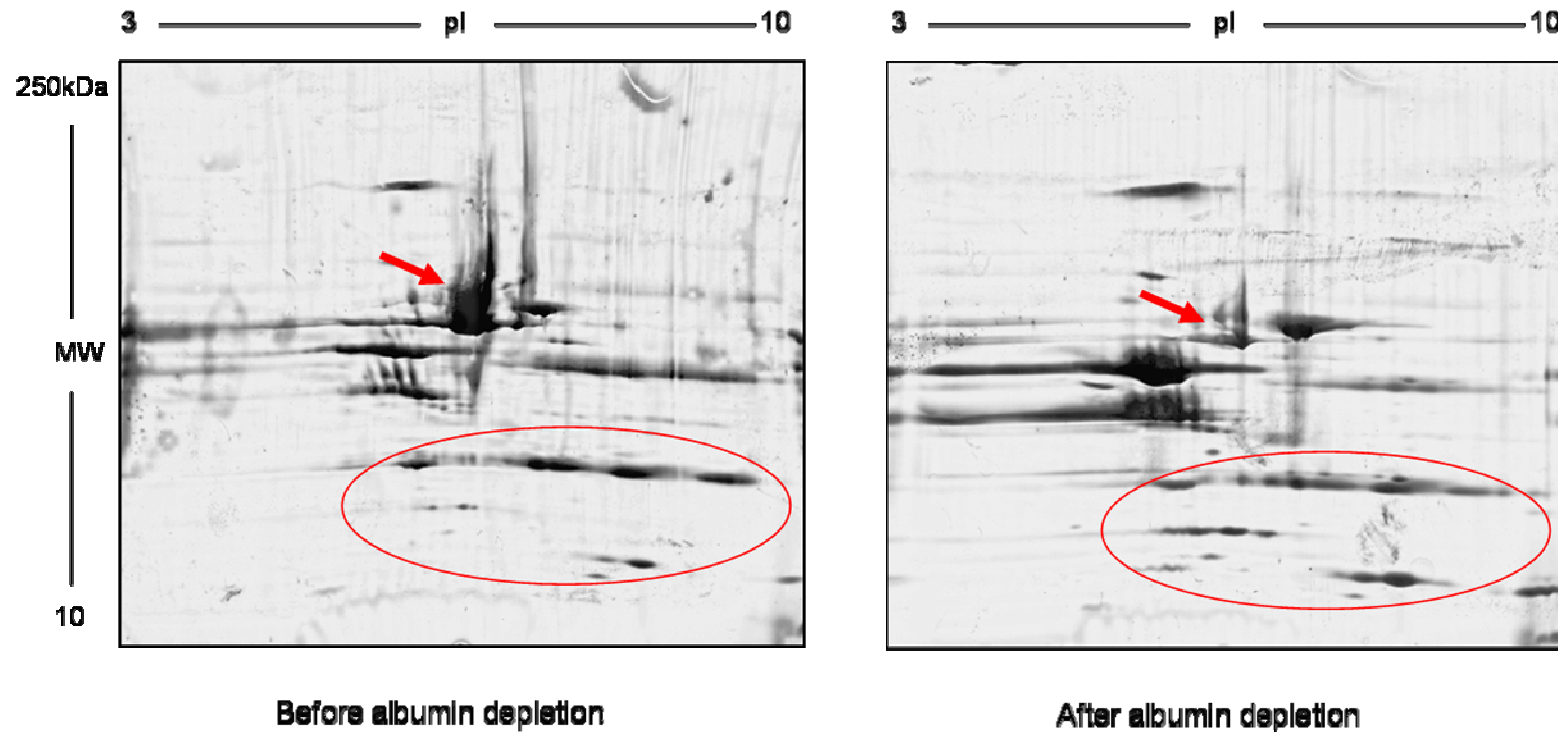 3 pI 10
3 pI 10
250kDa
MW
10
Before albumin depletion
After albumin depletion